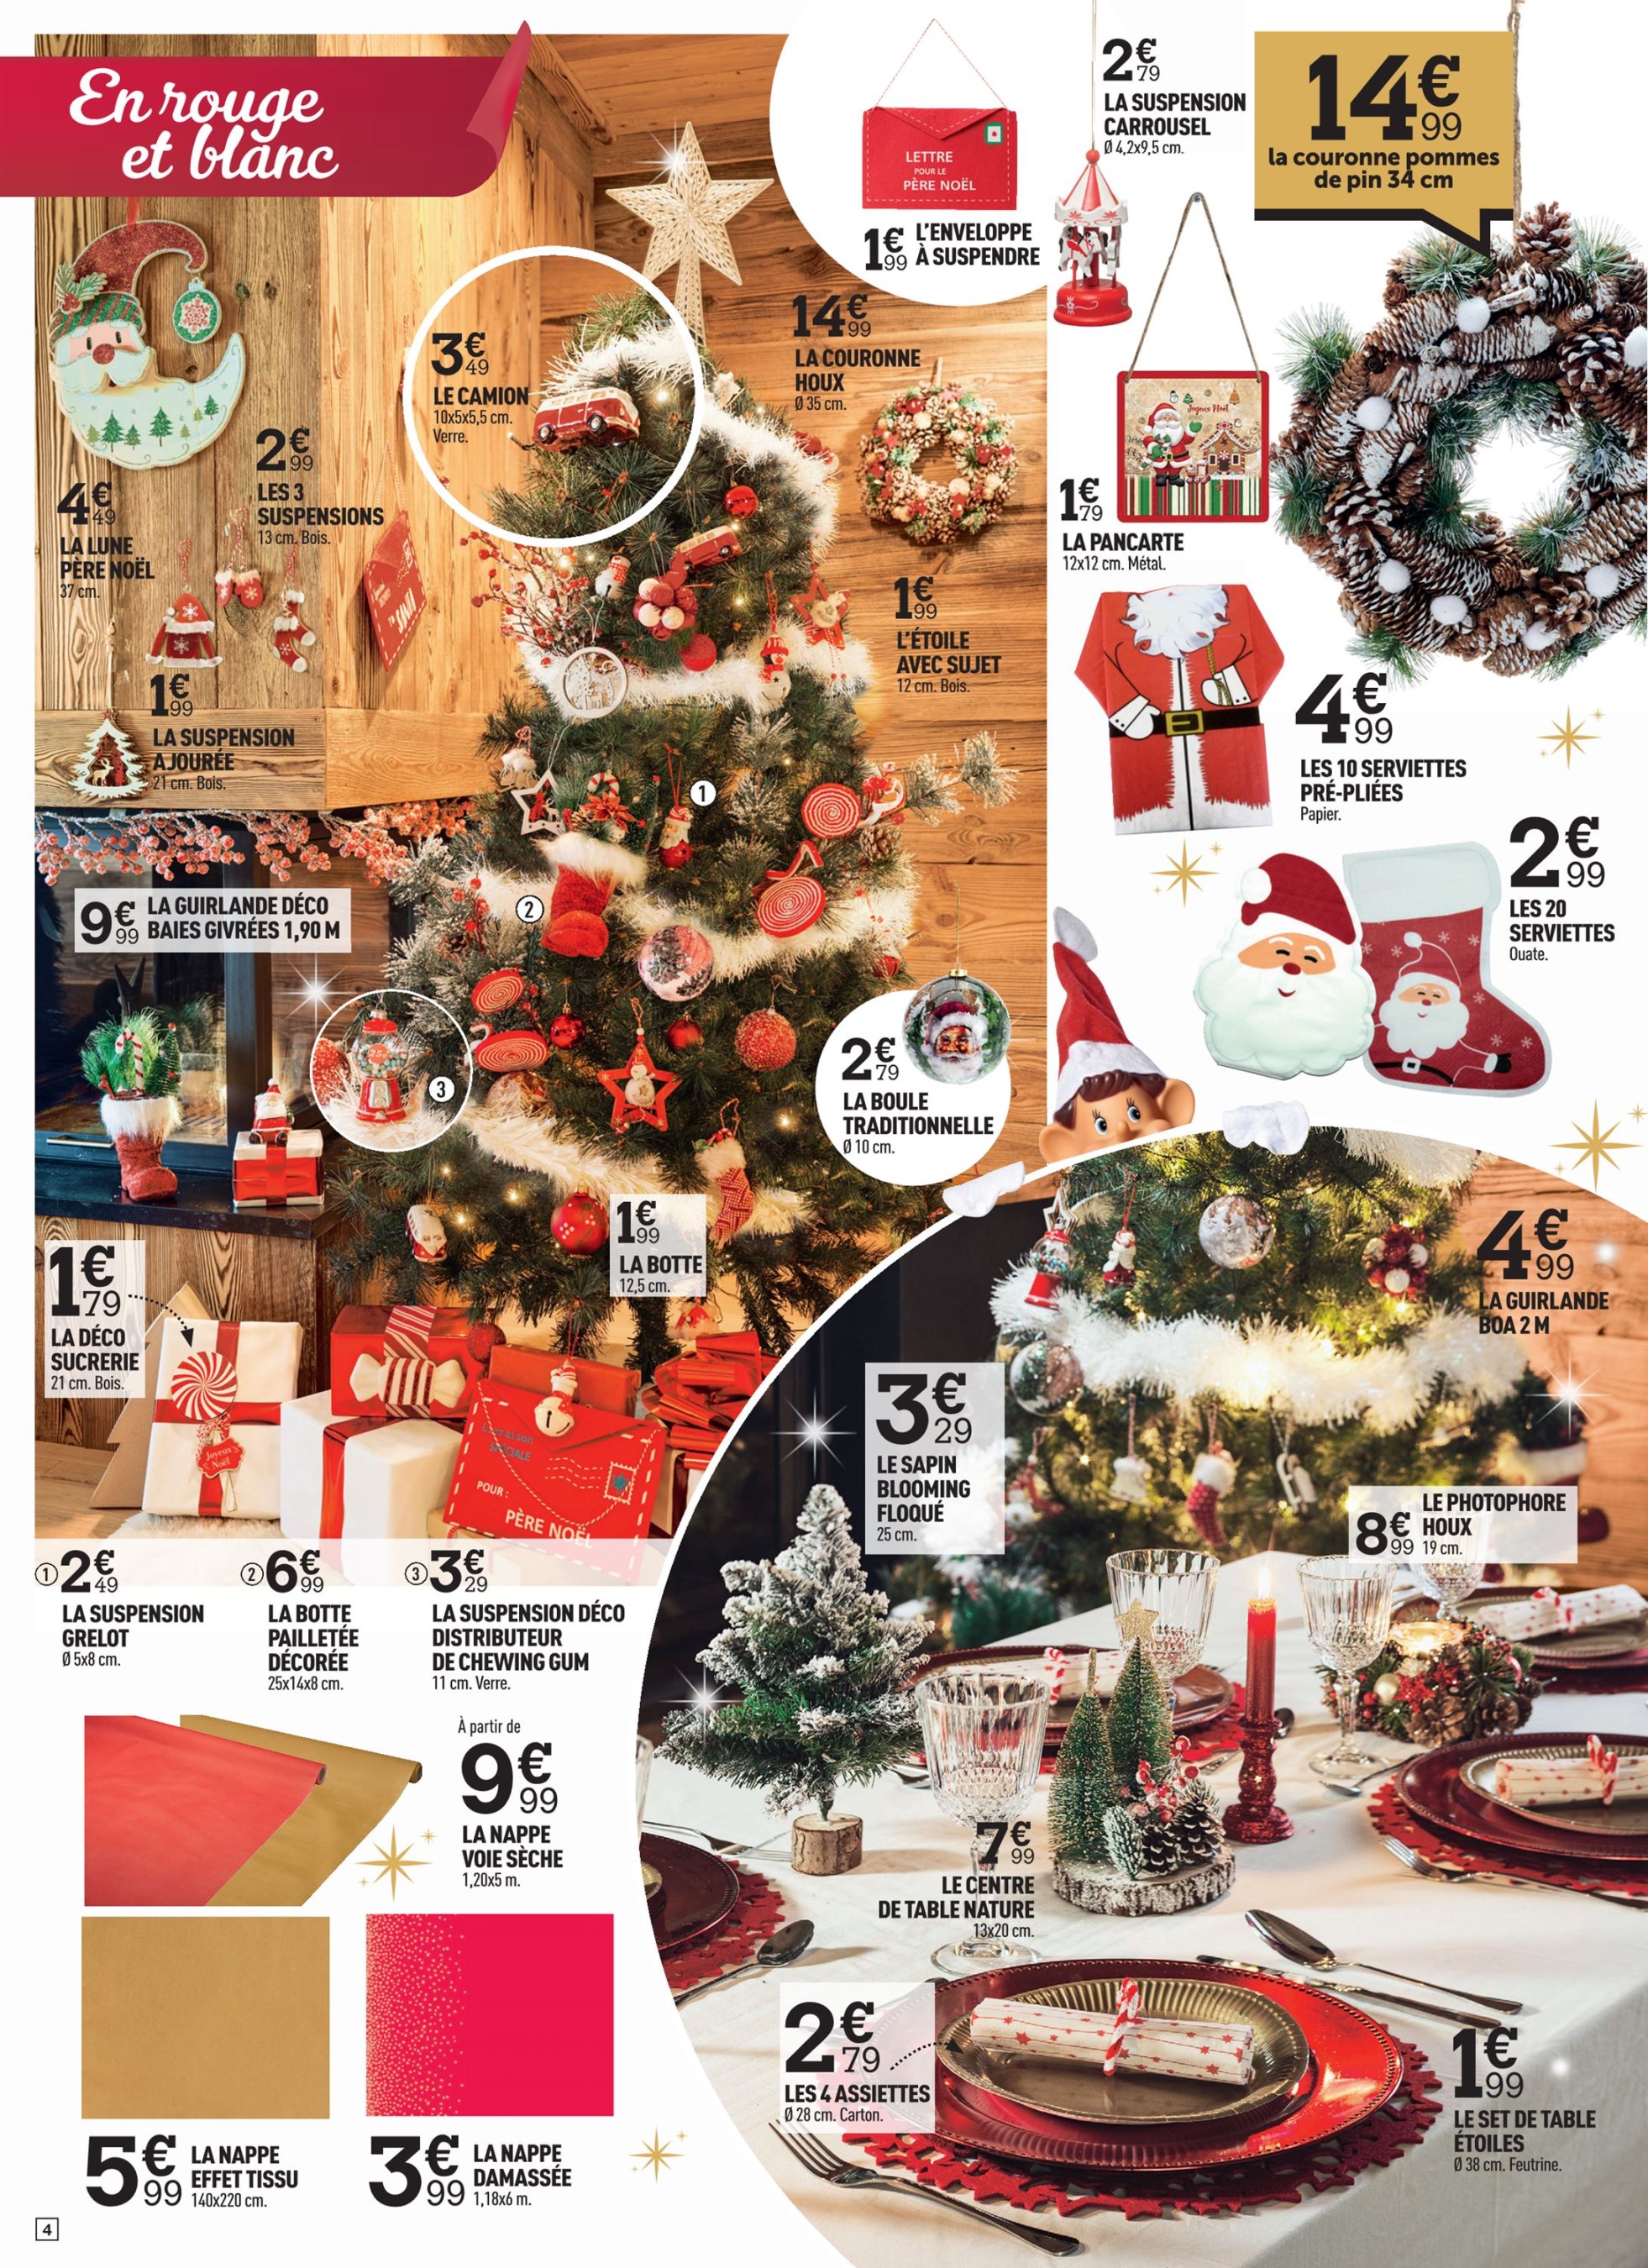 En rouge
et blanc
LETTRE
POUR LE
PÈRE NOËL
1€99
L'ENVELOPPE
À SUSPENDRE
2€79
LA SUSPENSION
CARROUSEL
Ø 4,2x9,5 cm.
14€99
la couronne pommes
de pin 34 cm
3€49
LE CAMION
10x5x5,5 cm.
Verre.
14€99
LA COURONNE
HOUX
Ø 35 cm.
Joyeux Noël
1€79
LA PANCARTE
12x12 cm. Métal.
4€49
LA LUNE
PÈRE NOËL
37 cm.
2€99
LES 3
SUSPENSIONS
13 cm. Bois.
1€99
L'ÉTOILE
AVEC SUJET
12 cm. Bois.
1€99
LA SUSPENSION
AJOURÉE
21 cm. Bois.
4€99
LES 10 SERVIETTES
PRÉ-PLIÉES
Papier.
2€99
LES 20
SERVIETTES
Ouate.
1
2
3
9€99
LA GUIRLANDE DÉCO
BAIES GIVRÉES 1,90 M
2€79
LA BOULE
TRADITIONNELLE
Ø 10 cm.
1€99
LA BOTTE
12,5 cm.
1€79
LA DÉCO
SUCRERIE
21 cm. Bois.
Joyeux
Noël
Livraison
SPÉCIALE
POUR :
PÈRE NOËL
4€99
LA GUIRLANDE
BOA 2 M
3€29
LE SAPIN
BLOOMING
FLOQUÉ
25 cm.
8€99
LE PHOTOPHORE
HOUX
19 cm.
1 2€49
LA SUSPENSION
GRELOT
Ø 5x8 cm.
2 6€99
LA BOTTE
PAILLETÉE
DÉCORÉE
25x14x8 cm.
3 3€29
LA SUSPENSION DÉCO
DISTRIBUTEUR
DE CHEWING GUM
11 cm. Verre.
À partir de
9€99
LA NAPPE
VOIE SÈCHE
1,20x5 m.
7€99
LE CENTRE
DE TABLE NATURE
13x20 cm.
2€79
LES 4 ASSIETTES
Ø 28 cm. Carton.
1€99
LE SET DE TABLE
ÉTOILES
Ø 38 cm. Feutrine.
5€99
LA NAPPE
EFFET TISSU
140x220 cm.
3€99
LA NAPPE
DAMASSÉE
1,18x6 m.
4